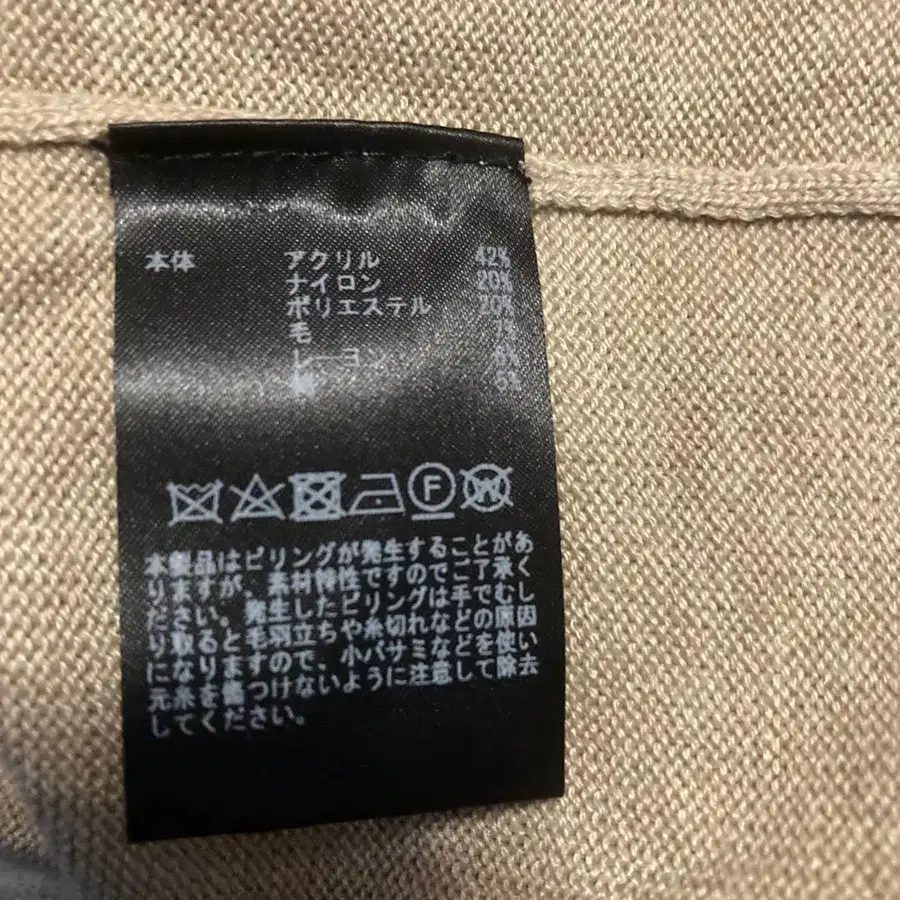 本体 アクリル 42%
ナイロン 20%
ポリエステル 20%
毛
レーヨン
F
W
本製品はピリングが発生することがあ
りますが、素材特性ですのでご了承く
ださい。発生したピリングは手でむし
り取ると毛羽立ちや糸切れなどの原因
になりますので、小バサミなどを使い
元糸を傷つけないように注意して除去
してください。